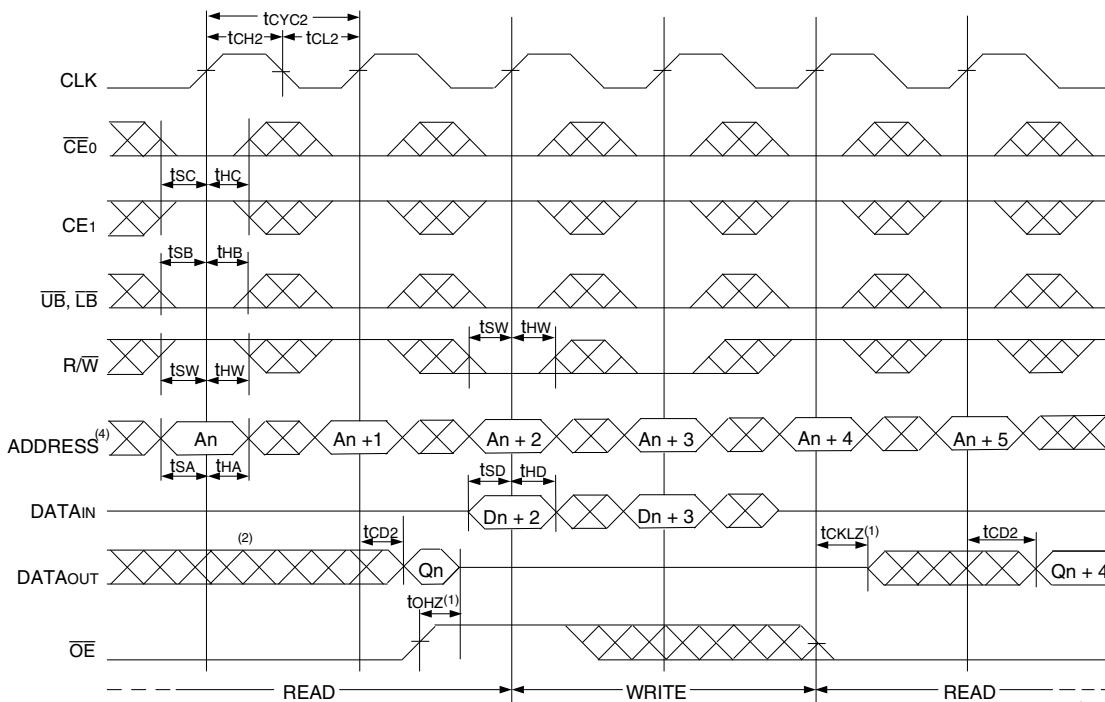 tCYC2
tCH2 tCL2
CLK
CE0
tSC tHC
CE1
tSB tHB
UB, LB
tSW tHW
R/W
tSW tHW
ADDRESS(4) An An +1 An + 2 An + 3 An + 4 An + 5
tSA tHA tSD tHD
DATAIN Dn + 2 Dn + 3
(2) tCD2 tCKLZ(1) tCD2
DATAOUT Qn Qn + 4
tOHZ(1)
OE
READ WRITE READ